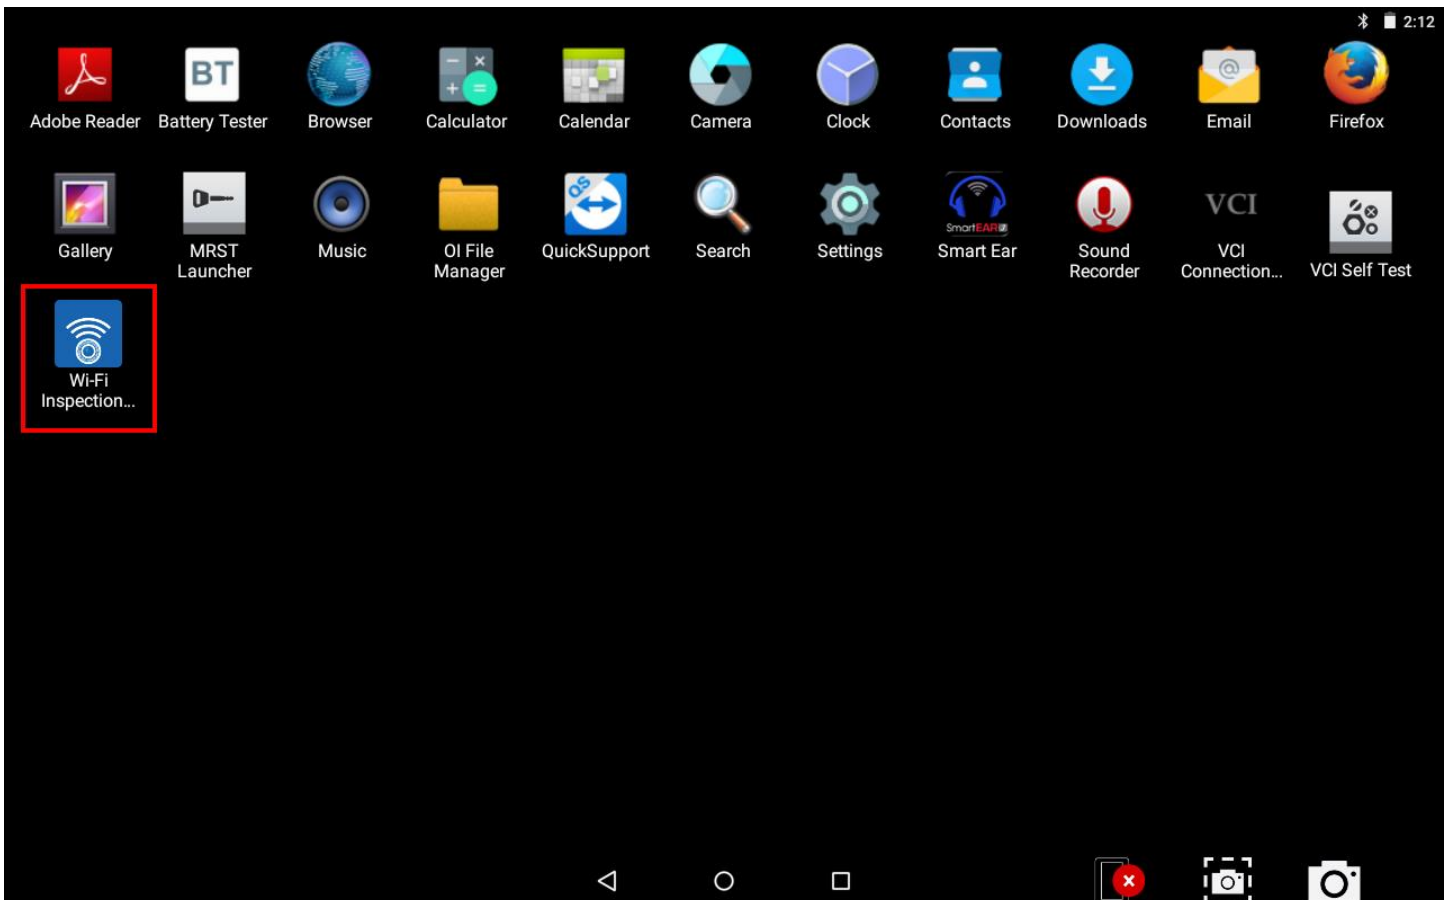 2:12
BT
Adobe Reader
Battery Tester
Browser
Calculator
Calendar
Camera
Clock
Contacts
Downloads
Email
Firefox
QS
SmartEAR
VCI
Gallery
MRST
Launcher
Music
OI File
Manager
QuickSupport
Search
Settings
Smart Ear
Sound
Recorder
VCI
Connection...
VCI Self Test
Wi-Fi
Inspection...